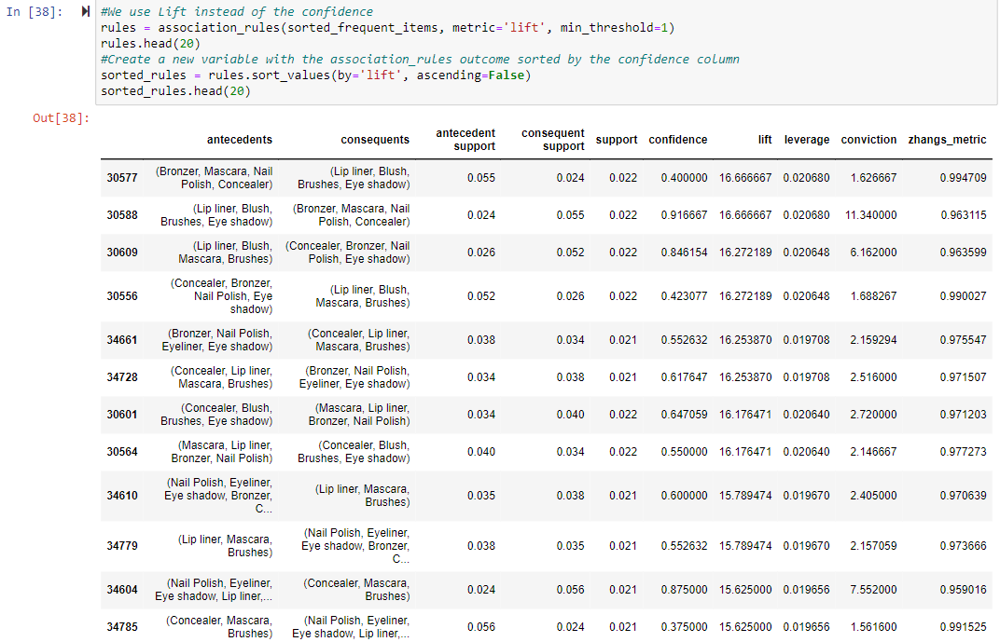 In [38]:
#We use Lift instead of the confidence
rules = association_rules(sorted_frequent_items, metric='lift', min_threshold=1)
rules.head(20)
#Create a new variable with the association_rules outcome sorted by the confidence column
sorted_rules = rules.sort_values(by='lift', ascending=False)
sorted_rules.head(20)
Out[38]:
antecedents consequents antecedent support consequent support support confidence lift leverage conviction zhangs_metric
30577 (Bronzer, Mascara, Nail Polish, Concealer) (Lip liner, Blush, Brushes, Eye shadow) 0.055 0.024 0.022 0.400000 16.666667 0.020680 1.626667 0.994709
30588 (Lip liner, Blush, Brushes, Eye shadow) (Bronzer, Mascara, Nail Polish, Concealer) 0.024 0.055 0.022 0.916667 16.666667 0.020680 11.340000 0.963115
30609 (Lip liner, Blush, Mascara, Brushes) (Concealer, Bronzer, Nail Polish, Eye shadow) 0.026 0.052 0.022 0.846154 16.272189 0.020648 6.162000 0.963599
30556 (Concealer, Bronzer, Nail Polish, Eye shadow) (Lip liner, Blush, Mascara, Brushes) 0.052 0.026 0.022 0.423077 16.272189 0.020648 1.688267 0.990027
34661 (Bronzer, Nail Polish, Eyeliner, Eye shadow) (Concealer, Lip liner, Mascara, Brushes) 0.038 0.034 0.021 0.552632 16.253870 0.019708 2.159294 0.975547
34728 (Concealer, Lip liner, Mascara, Brushes) (Bronzer, Nail Polish, Eyeliner, Eye shadow) 0.034 0.038 0.021 0.617647 16.253870 0.019708 2.516000 0.971507
30601 (Concealer, Blush, Brushes, Eye shadow) (Mascara, Lip liner, Bronzer, Nail Polish) 0.034 0.040 0.022 0.647059 16.176471 0.020640 2.720000 0.971203
30564 (Mascara, Lip liner, Bronzer, Nail Polish) (Concealer, Blush, Brushes, Eye shadow) 0.040 0.034 0.022 0.550000 16.176471 0.020640 2.146667 0.977273
34610 (Nail Polish, Eyeliner, Eye shadow, Bronzer, C... (Lip liner, Mascara, Brushes) 0.035 0.038 0.021 0.600000 15.789474 0.019670 2.405000 0.970639
34779 (Lip liner, Mascara, Brushes) (Nail Polish, Eyeliner, Eye shadow, Bronzer, C... 0.038 0.035 0.021 0.552632 15.789474 0.019670 2.157059 0.973666
34604 (Nail Polish, Eyeliner, Eye shadow, Lip liner,... (Concealer, Mascara, Brushes) 0.024 0.056 0.021 0.875000 15.625000 0.019656 7.552000 0.959016
34785 (Concealer, Mascara, Brushes) (Nail Polish, Eyeliner, Eye shadow, Lip liner,... 0.056 0.024 0.021 0.375000 15.625000 0.019656 1.561600 0.991525